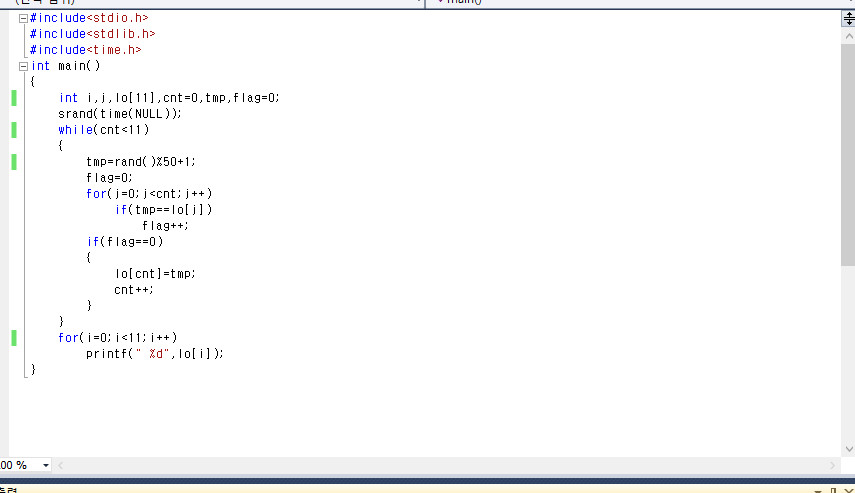 main()
#include<stdio.h>
#include<stdlib.h>
#include<time.h>
int main()
{
    int i,j,lo[11],cnt=0,tmp,flag=0;
    srand(time(NULL));
    while(cnt<11)
    {
        tmp=rand()%50+1;
        flag=0;
        for(j=0;j<cnt;j++)
            if(tmp==lo[j])
                flag++;
        if(flag==0)
        {
            lo[cnt]=tmp;
            cnt++;
        }
    }
    for(i=0;i<11;i++)
        printf(" %d",lo[i]);
}
00 %